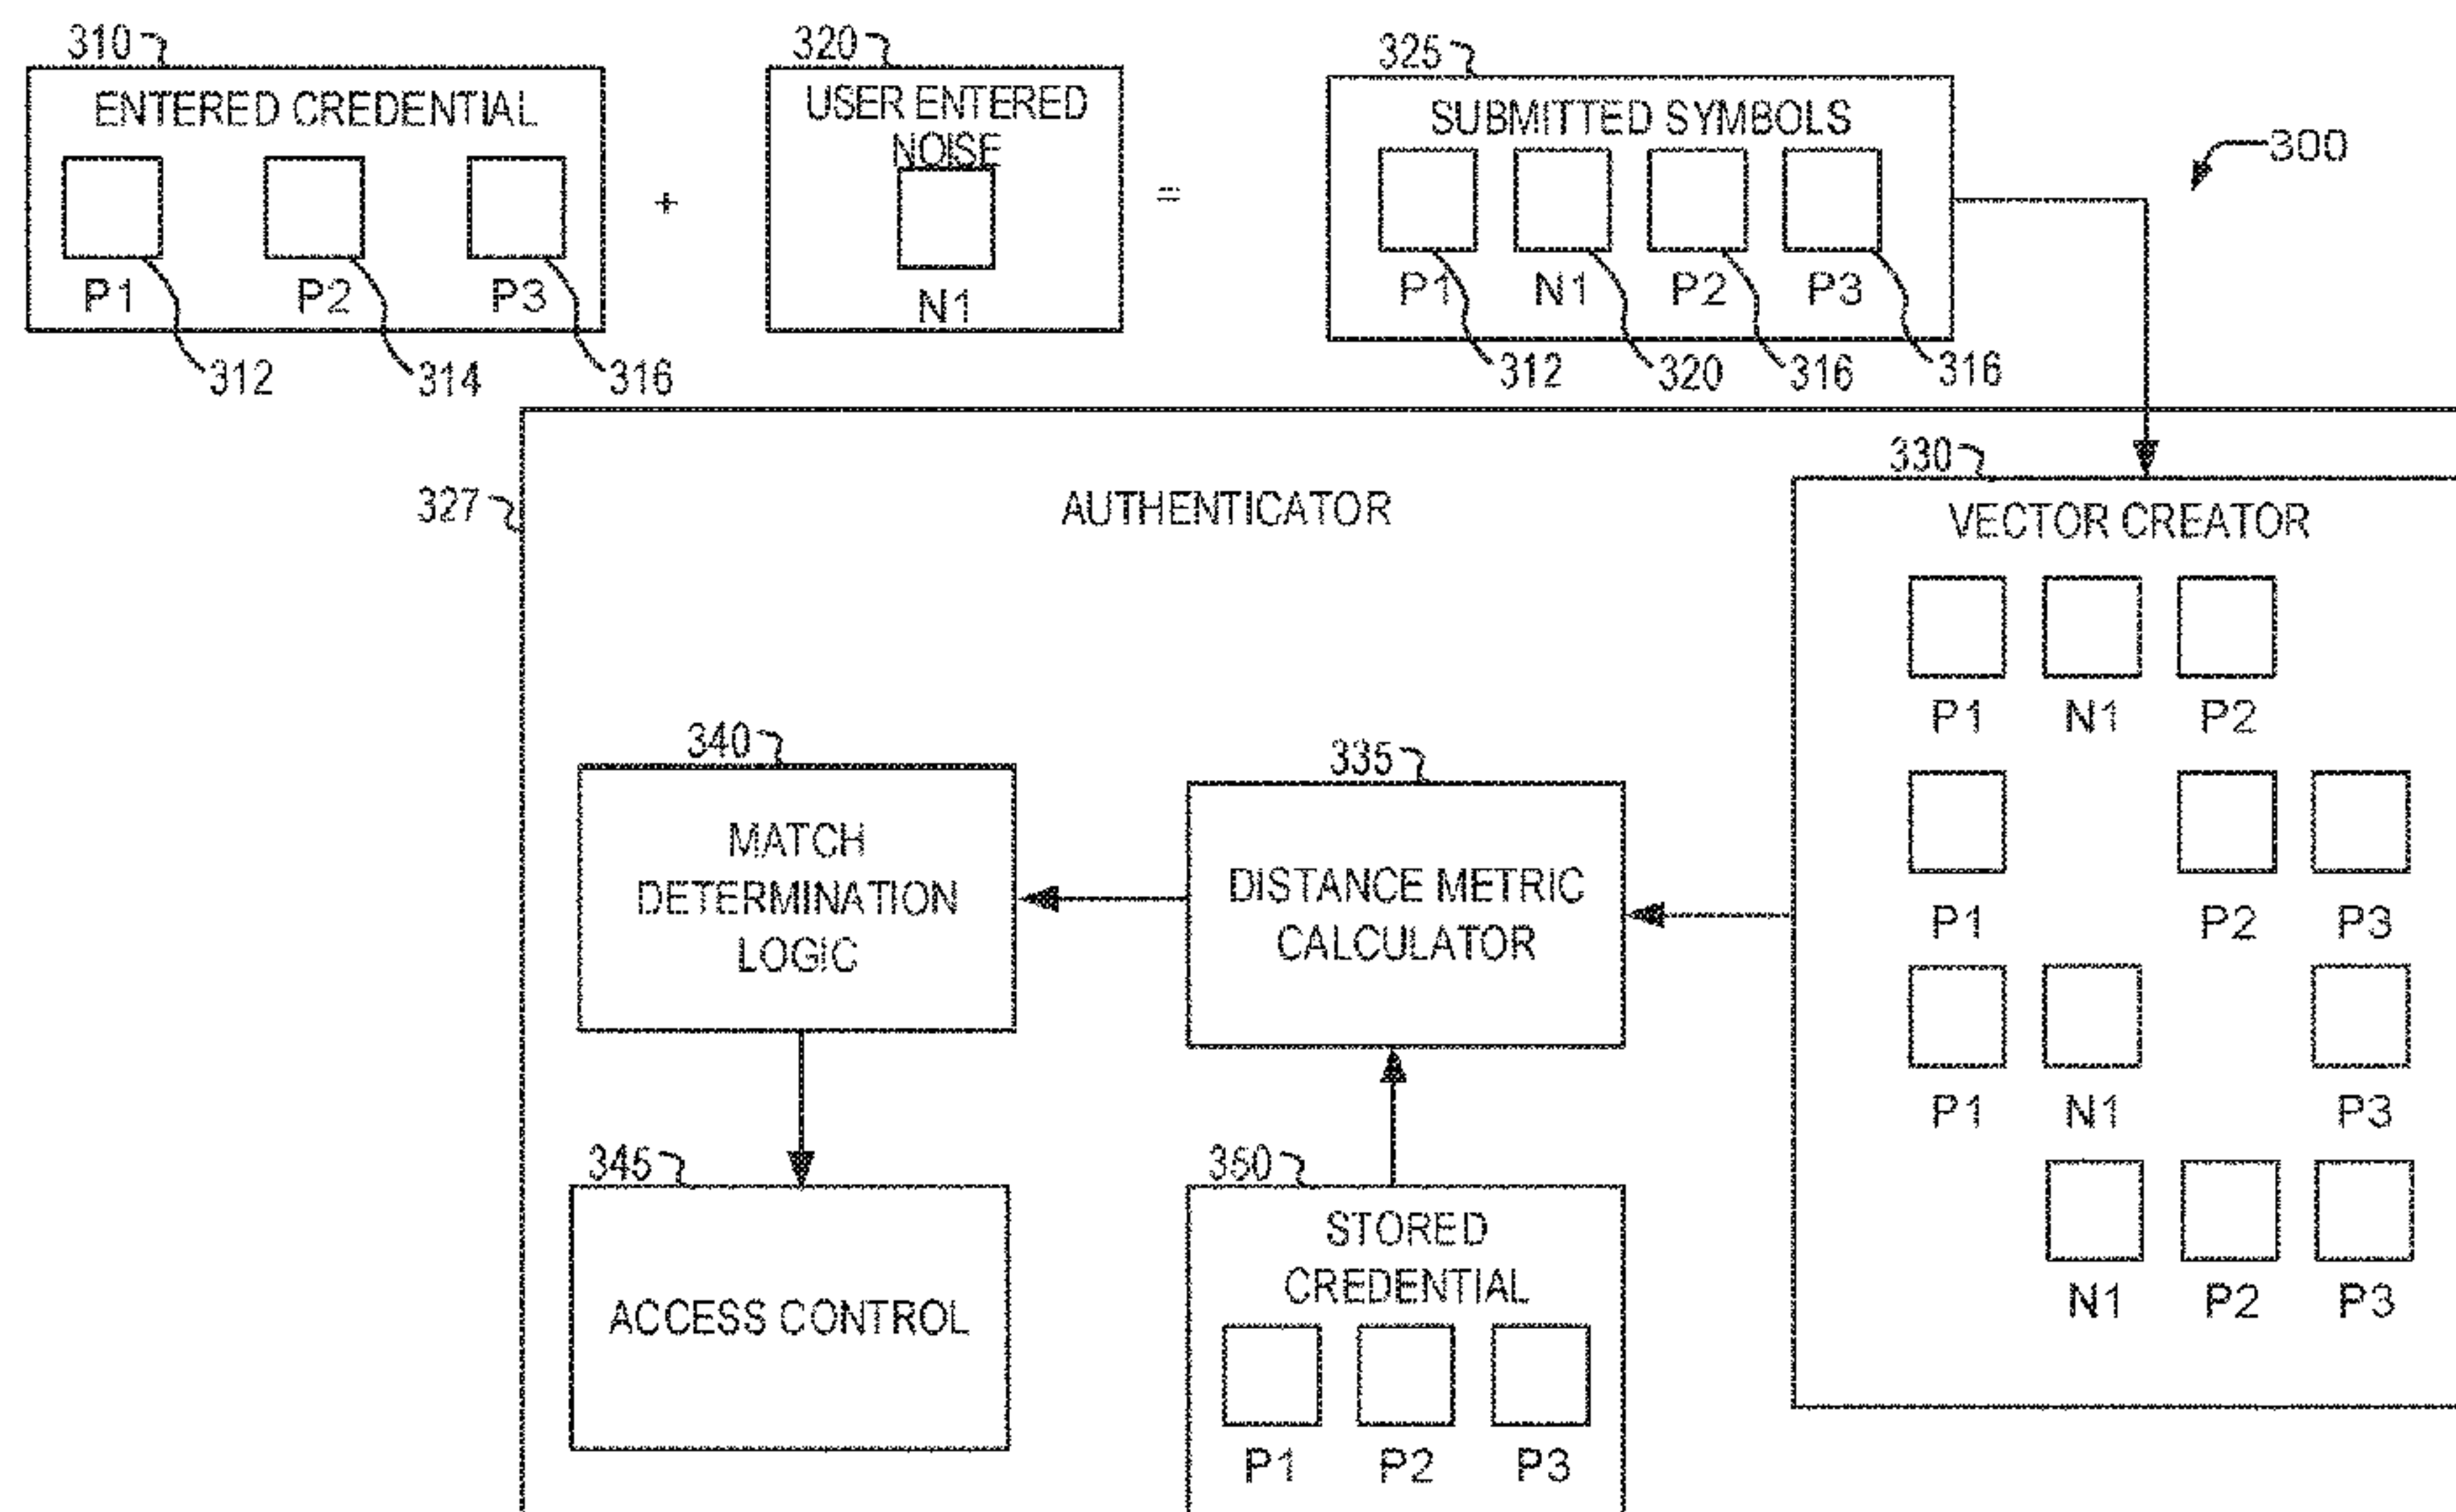 310
ENTERED CREDENTIAL
P1 P2 P3
312 314 316
+
320
USER ENTERED
NOISE
N1
=
325
SUBMITTED SYMBOLS
P1 N1 P2 P3
312 320 316 316
300
327
AUTHENTICATOR
330
VECTOR CREATOR
P1 N1 P2
P1 P2 P3
P1 N1 P3
N1 P2 P3
340
MATCH
DETERMINATION
LOGIC
335
DISTANCE METRIC
CALCULATOR
345
ACCESS CONTROL
350
STORED
CREDENTIAL
P1 P2 P3